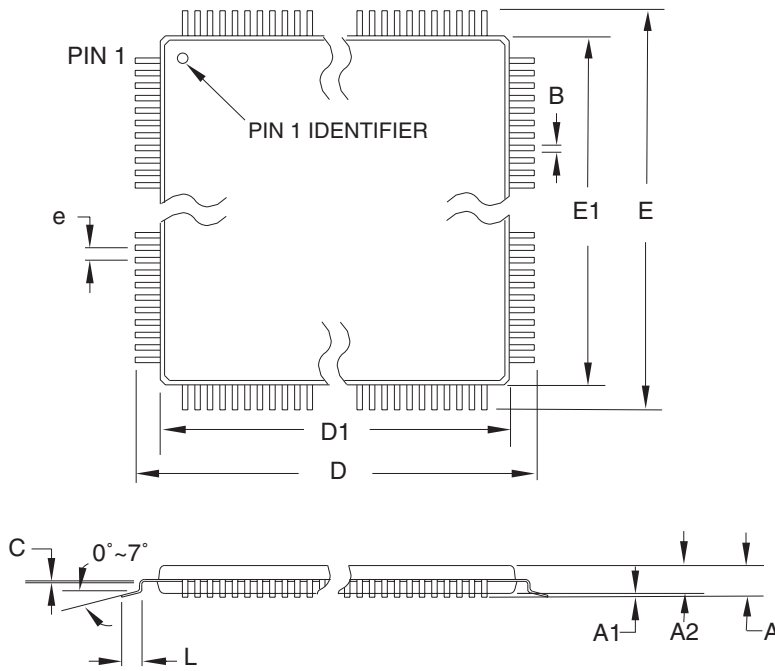 PIN 1
PIN 1 IDENTIFIER
B
e
E1
E
D1
D
C
0°~7°
L
A1
A2
A